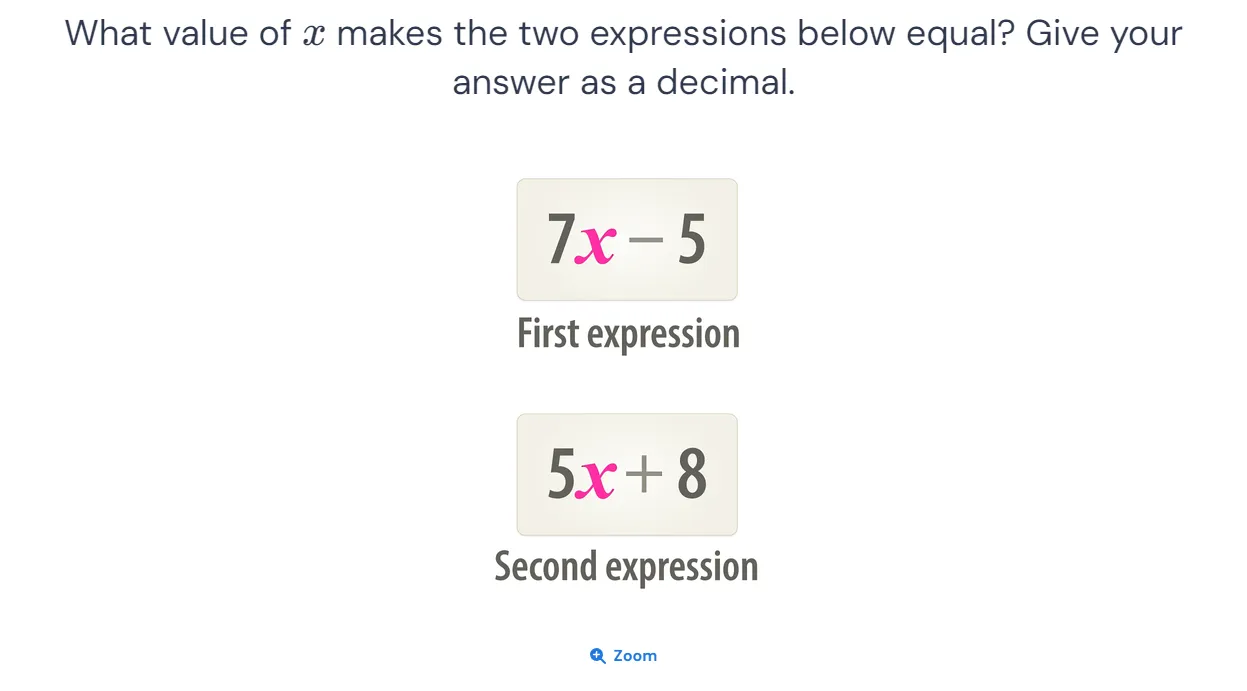 What value of x makes the two expressions below equal? Give your
answer as a decimal.
7x − 5
First expression
5x + 8
Second expression
Zoom